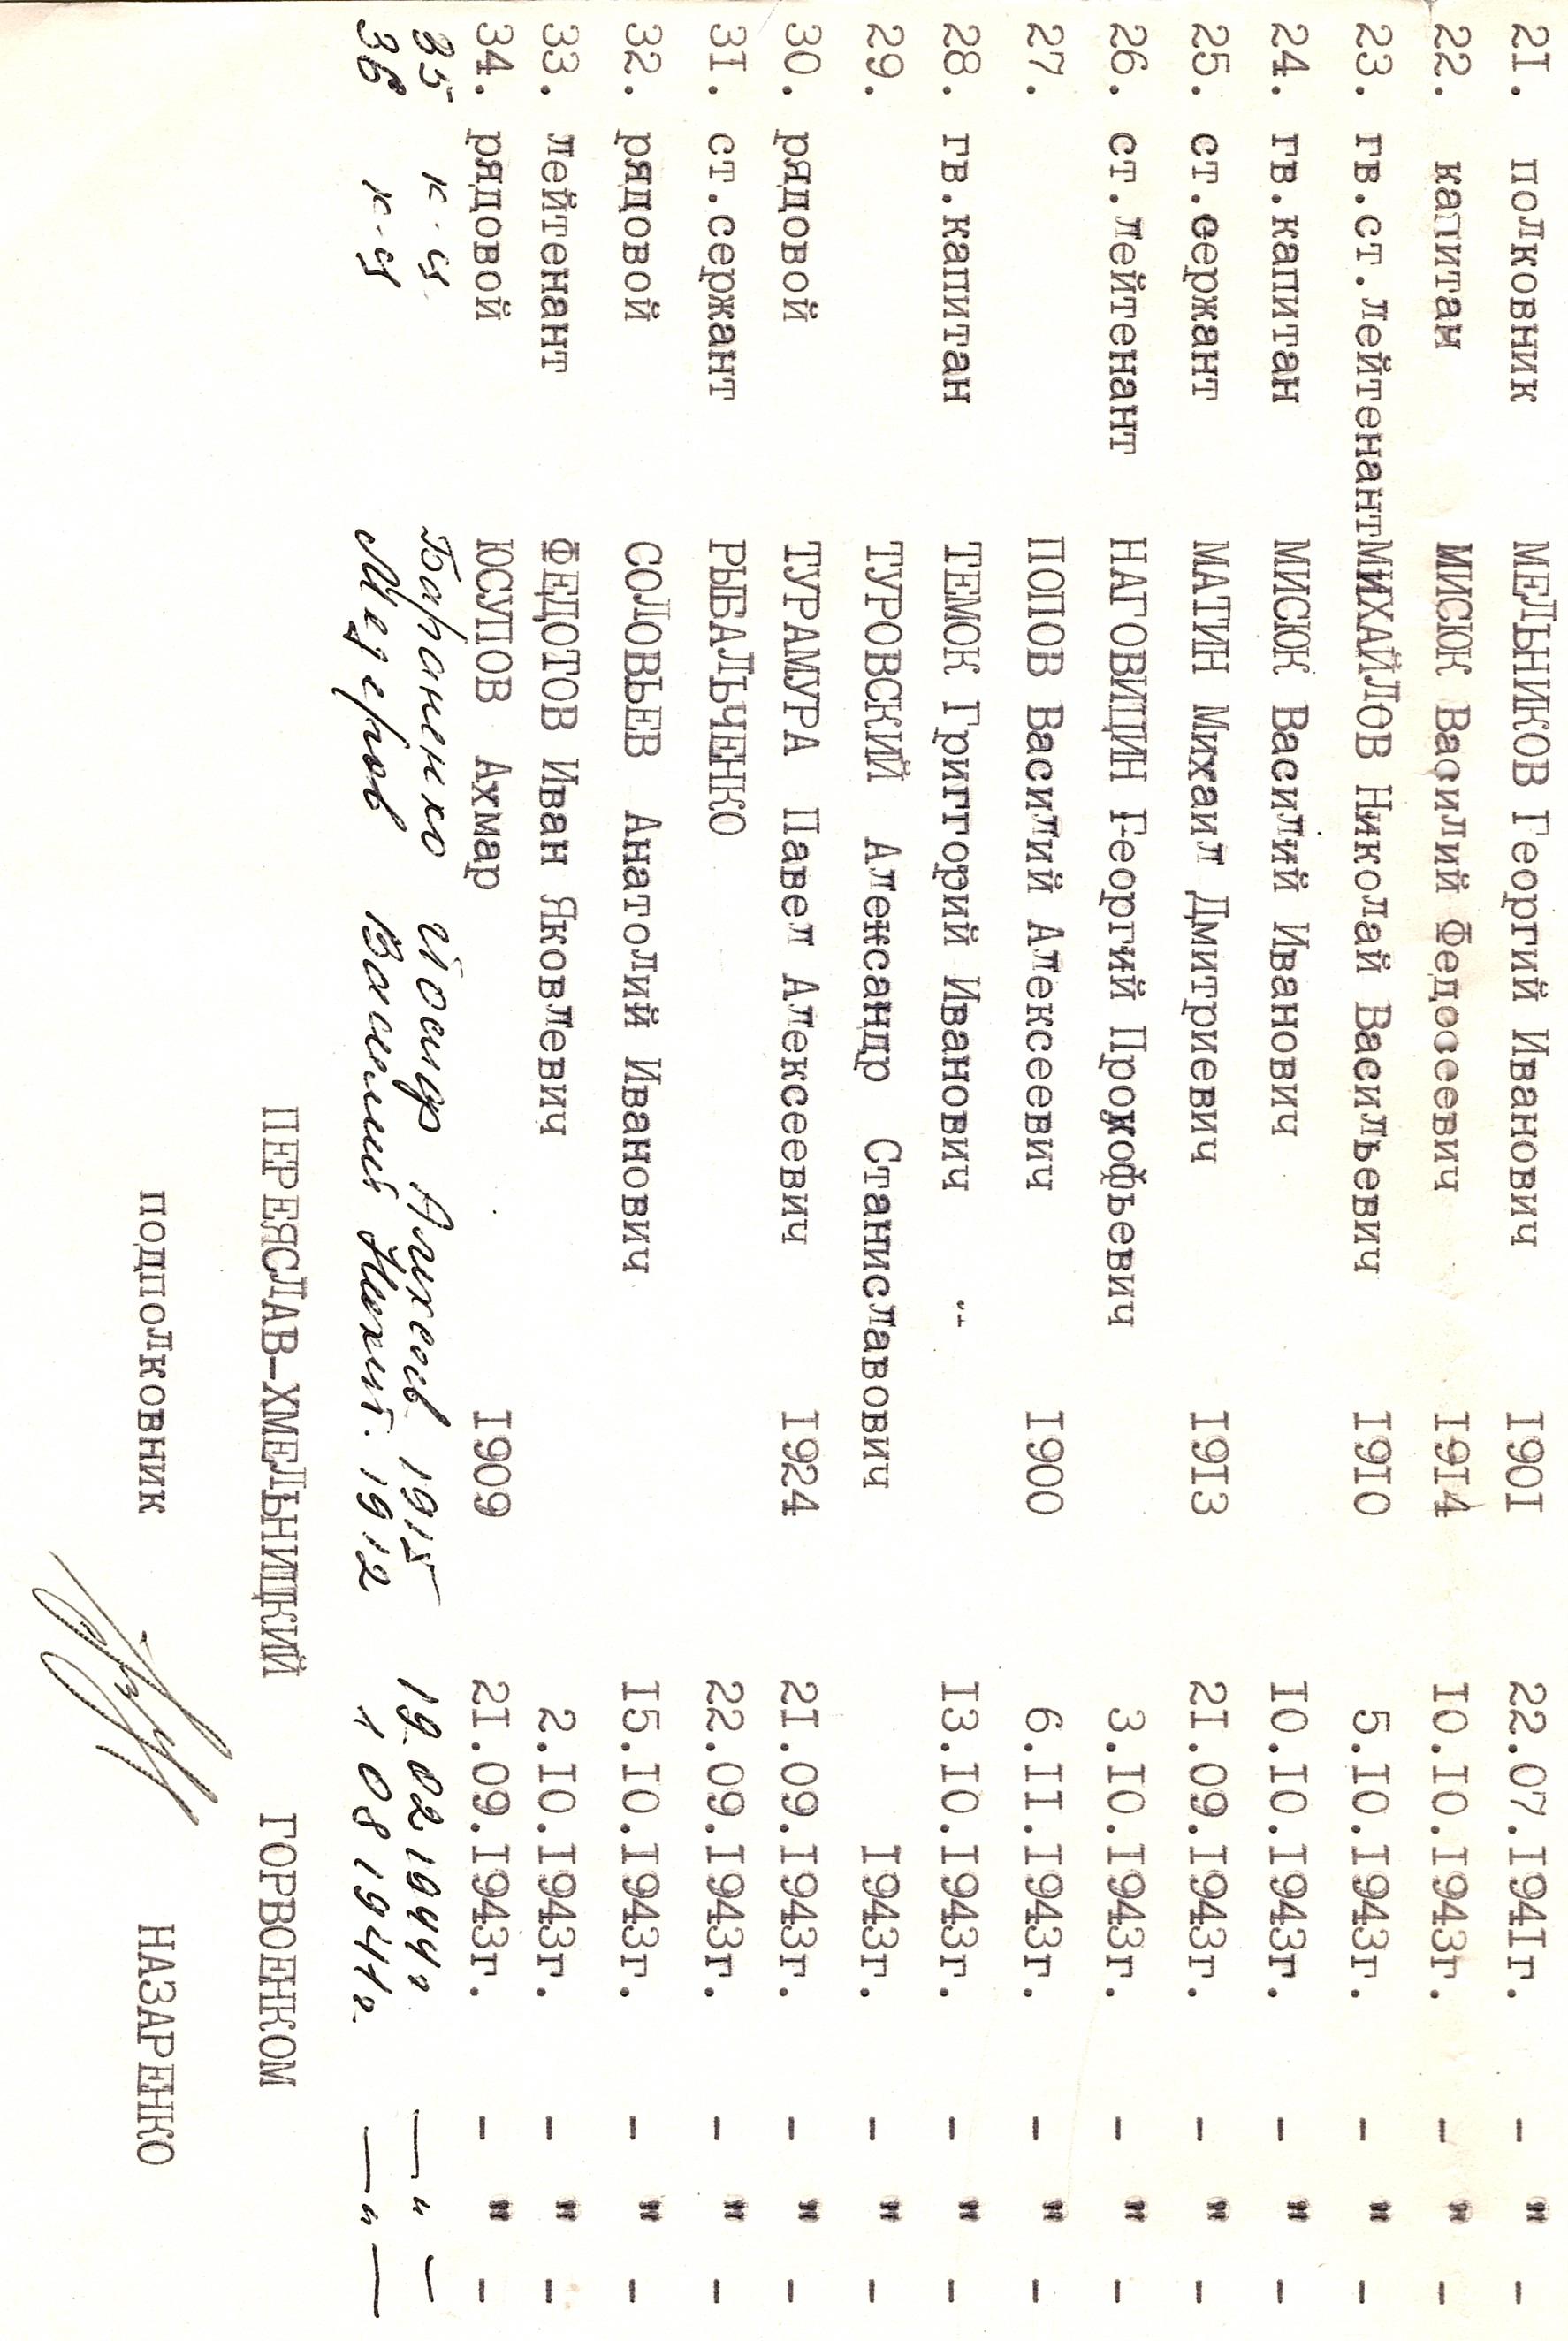 21. полковник МЕЛЬНИКОВ Георгий Иванович 1901 22.07.1941г. - " -
22. капитан МИСЮК Василий Федосеевич 1914 10.10.1943г. - " -
23. гв.ст.лейтенант МИХАЙЛОВ Николай Васильевич 1910 5.10.1943г. - " -
24. гв.капитан МИСЮК Василий Иванович 10.10.1943г. - " -
25. ст.сержант МАТИН Михаил Дмитриевич 1913 21.09.1943г. - " -
26. ст.лейтенант НАГОВИЦИН Георгий Прокофьевич 3.10.1943г. - " -
27. ПОПОВ Василий Алексеевич 1900 6.11.1943г. - " -
28. гв.капитан ТЕМОК Григгорий Иванович 13.10.1943г. - " -
29. ТУРОВСКИЙ Александр Станиславович 1943г. - " -
30. рядовой ТУРАМУРА Павел Алексеевич 1924 21.09.1943г. - " -
31. ст.сержант РЫБАЛЬЧЕНКО 22.09.1943г. - " -
32. рядовой СОЛОВЬЕВ Анатолий Иванович 15.10.1943г. - " -
33. лейтенант ФЕДОТОВ Иван Яковлевич 2.10.1943г. - " -
34. рядовой ЮСУПОВ Ахмар 1909 21.09.1943г. - " -
35 к-ц Бараненко Йосиф Алексев 1915 19.02 1944г - " -
36 к-ц Медеров Василий Никит. 1912 1 08 1941г. - " -
ПЕРЕЯСЛАВ-ХМЕЛЬНИЦКИЙ ГОРВОЕНКОМ
подполковник НАЗАРЕНКО